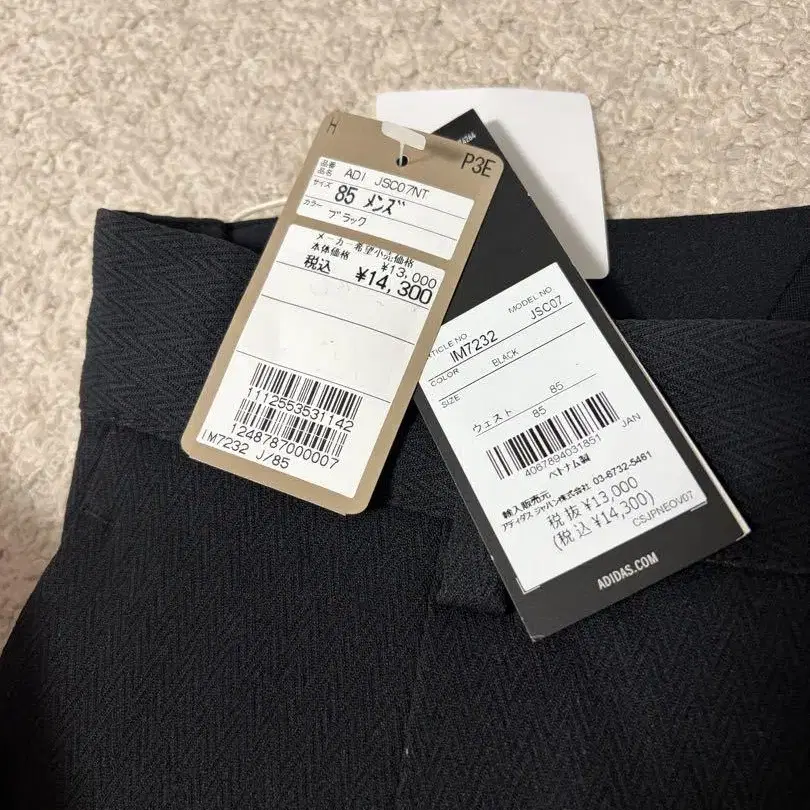 H
P3E
品番
品名
ADI JSC07NT
サイズ
85 メンズ
カラー
ブラック
メーカー希望小売価格
本体価格 ¥13,000
税込 ¥14,300
1112553531142
1248787000007
IM7232 J/85
ARTICLE NO
MODEL NO.
IM7232
JSC07
COLOR
BLACK
SIZE
85
ウェスト
85
4067894031851
JAN
ベトナム製
輸入販売元
アディダス ジャパン株式会社 03-6732-5461
税抜 ¥13,000
(税込 ¥14,300)
CSJPNEOV07
ADIDAS.COM